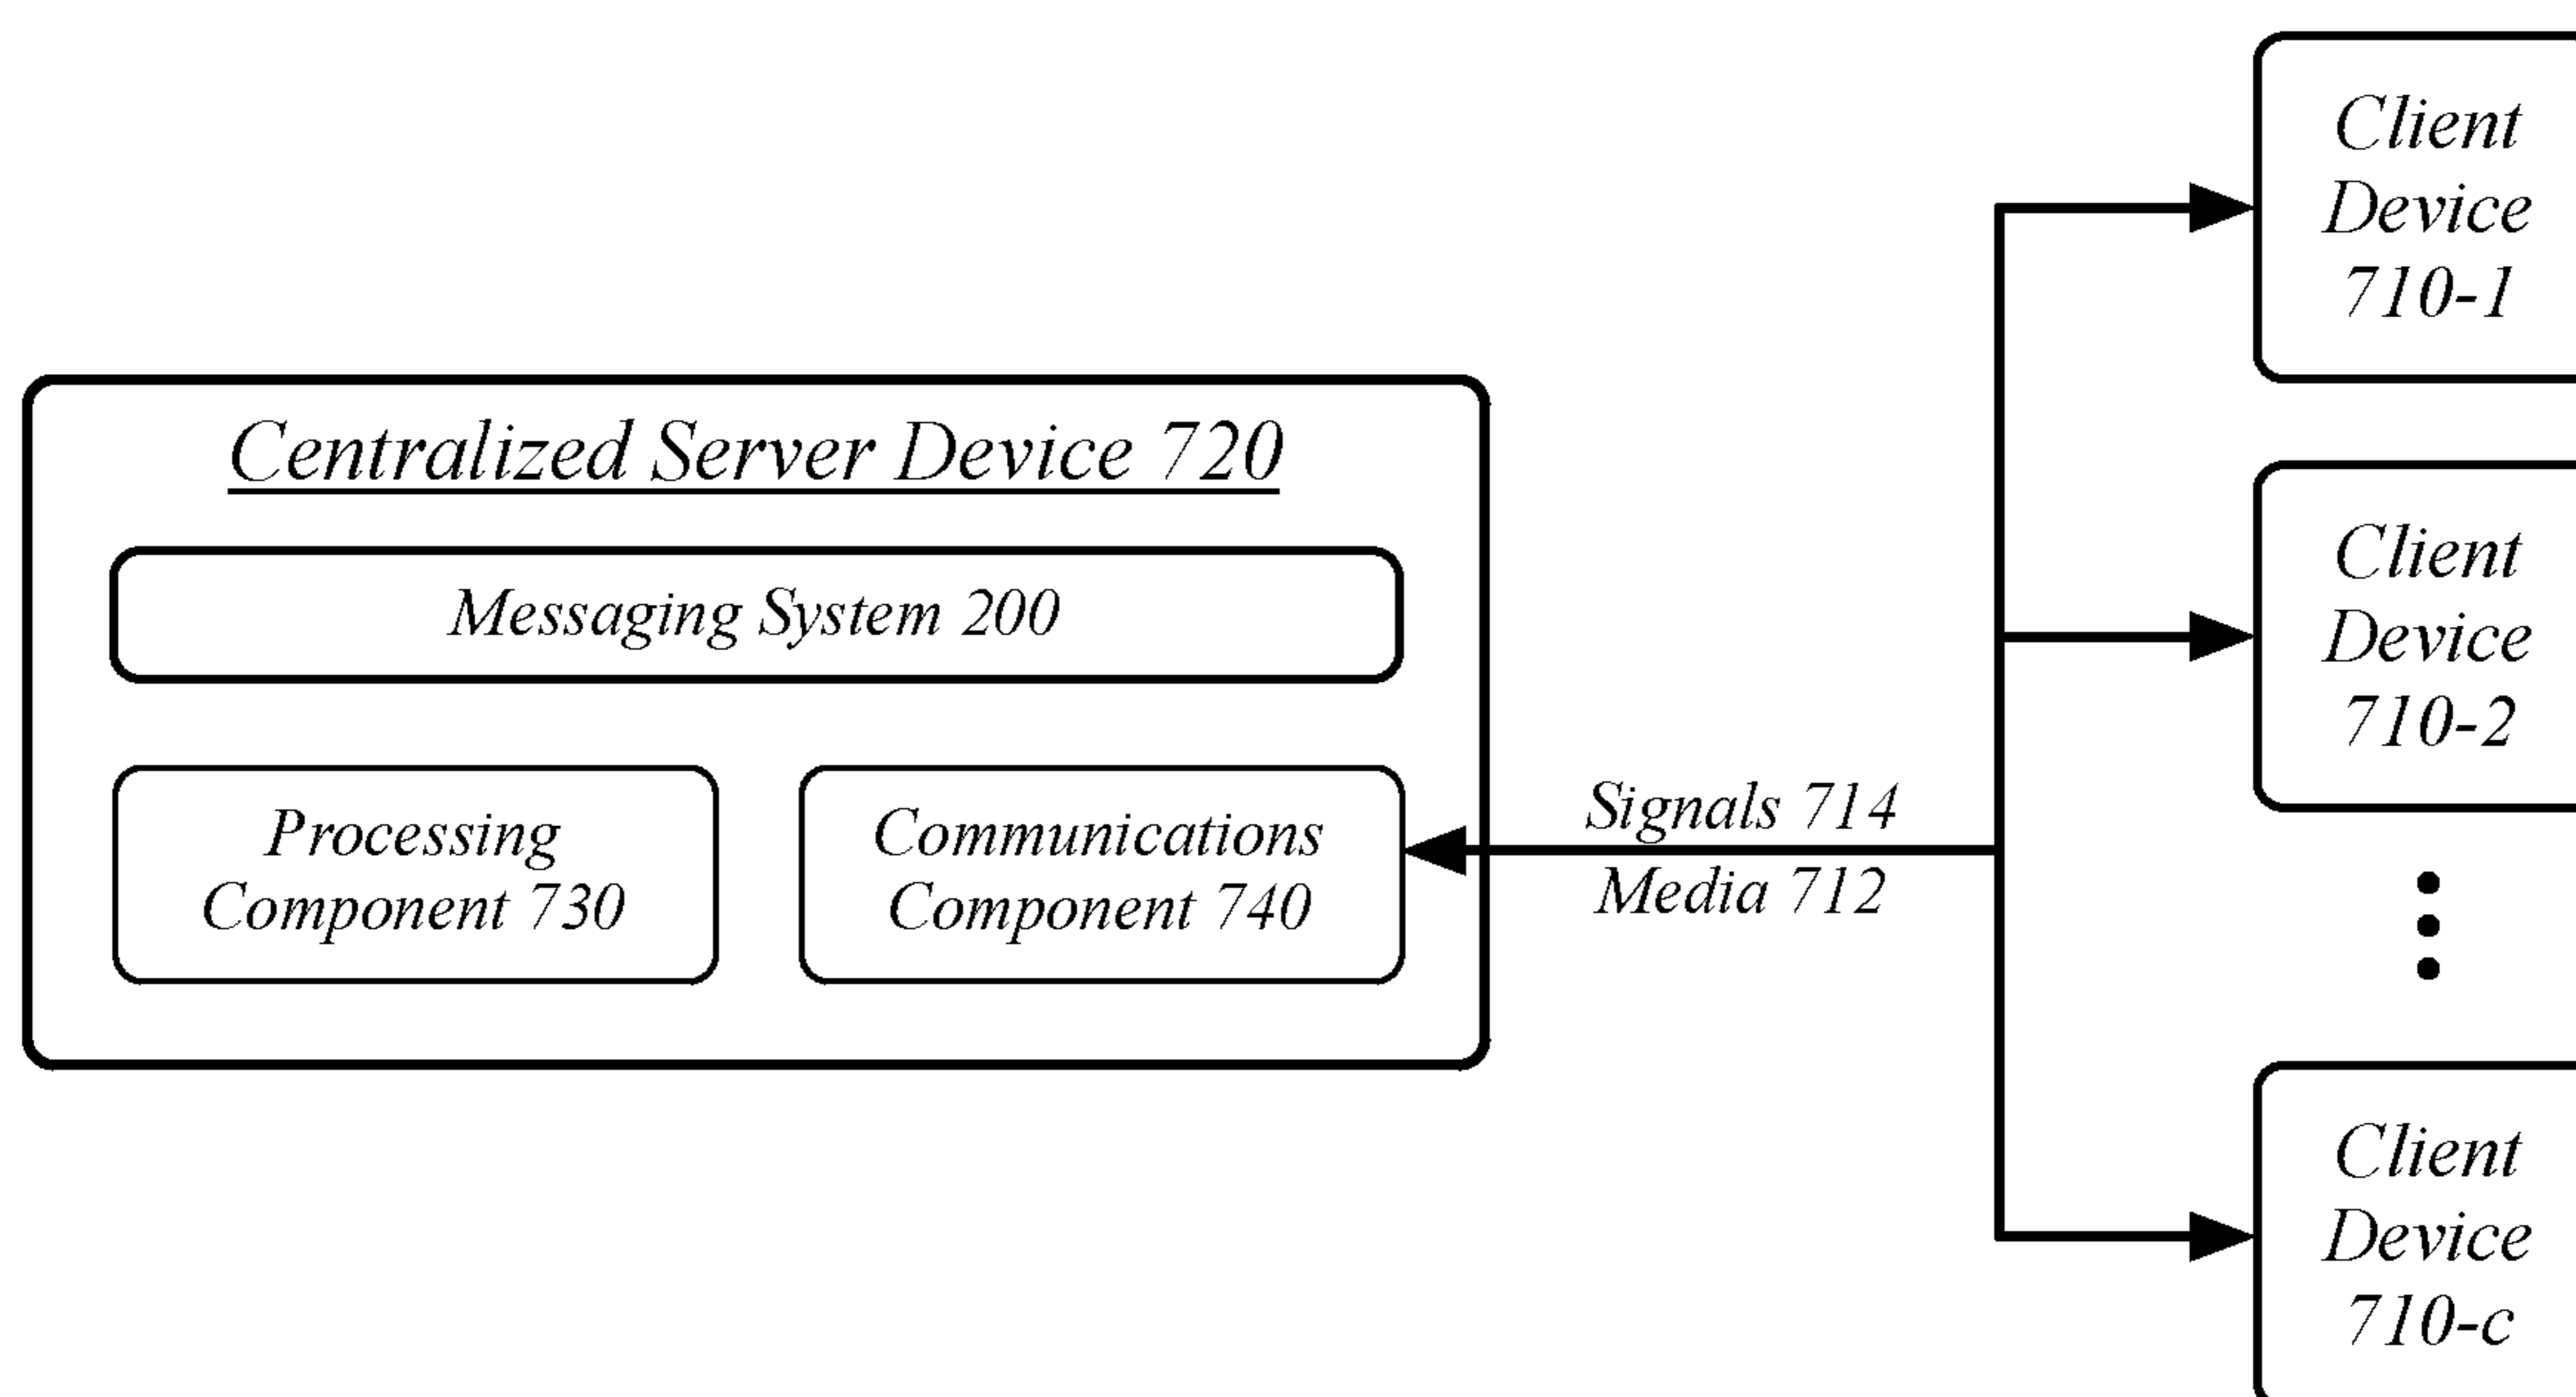 Centralized Server Device 720
Messaging System 200
Processing
Component 730
Communications
Component 740
Signals 714
Media 712
Client
Device
710-1
Client
Device
710-2
Client
Device
710-c